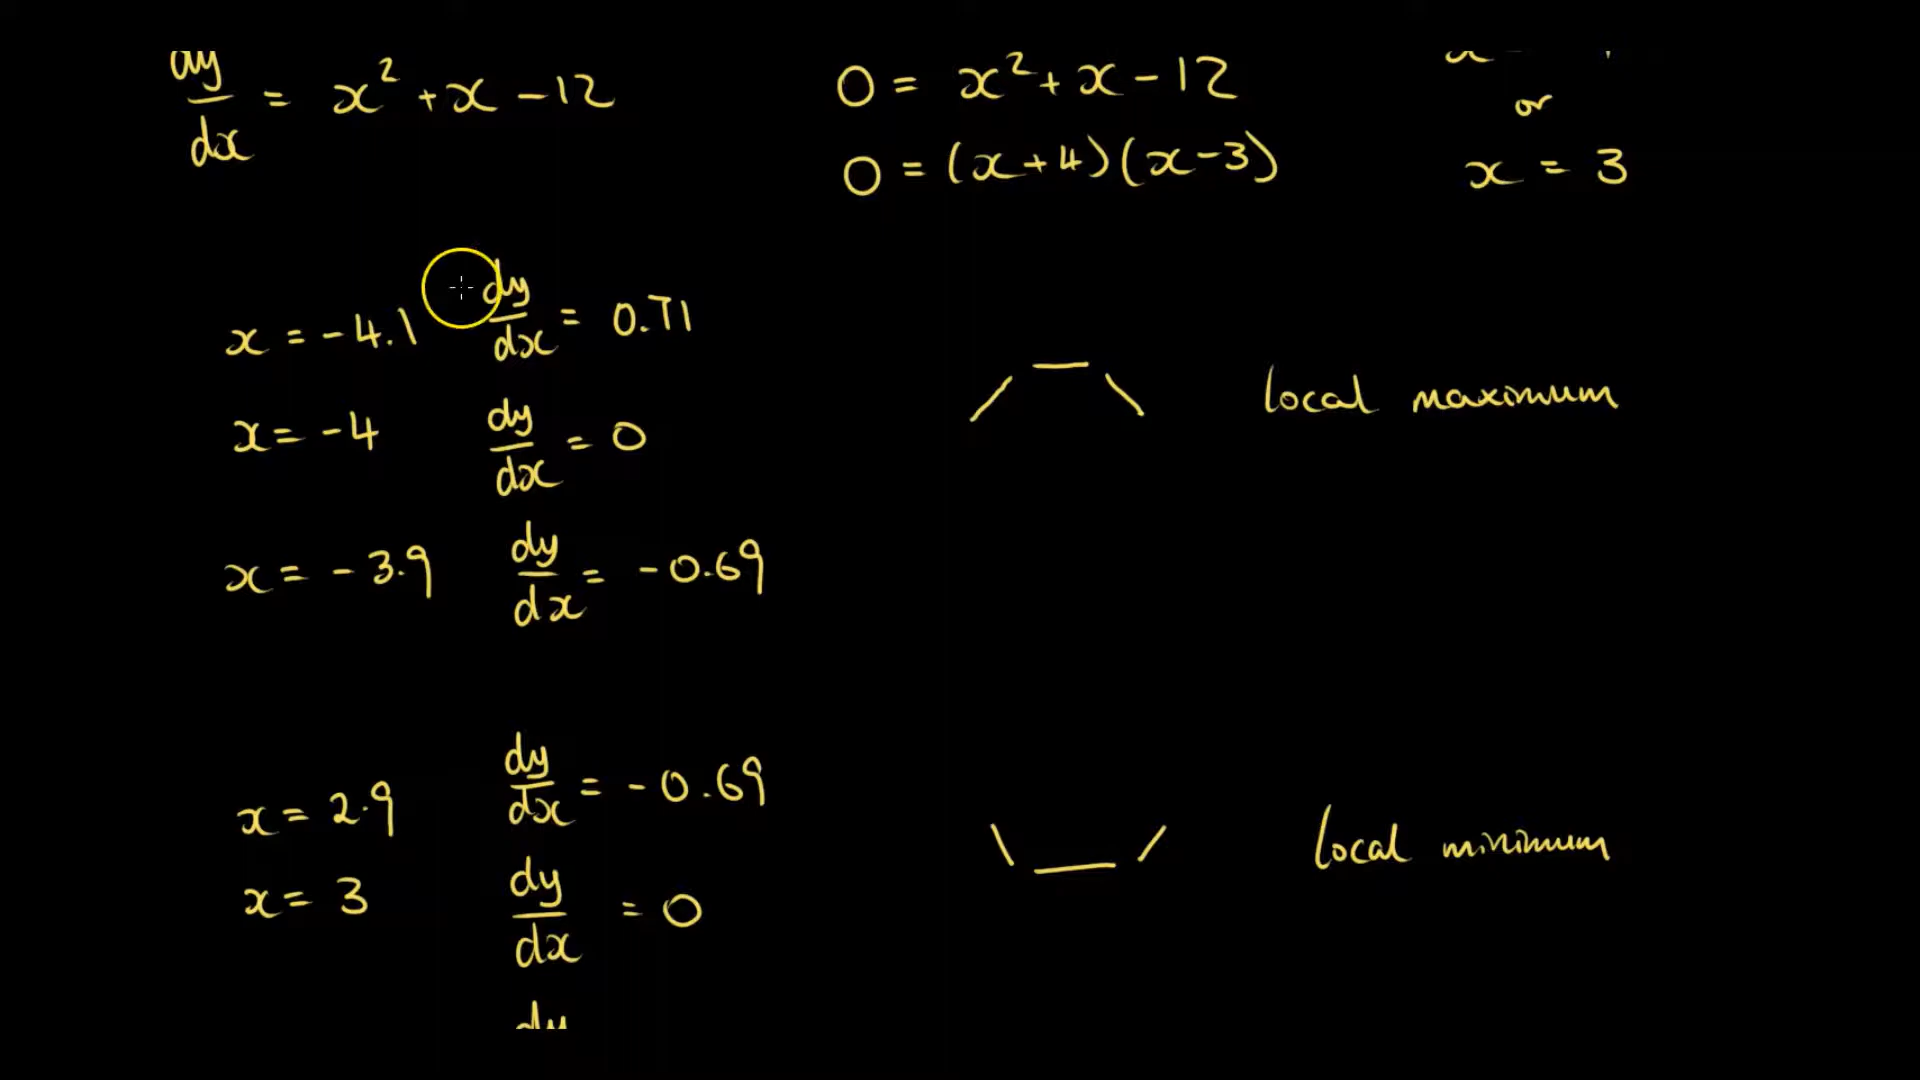 dy/dx = x² + x - 12
0 = x² + x - 12
0 = (x + 4)(x - 3)
or
x = 3
x = -4.1 dy/dx = 0.71
x = -4 dy/dx = 0
x = -3.9 dy/dx = -0.69
local maximum
x = 2.9 dy/dx = -0.69
x = 3 dy/dx = 0
local minimum
dy